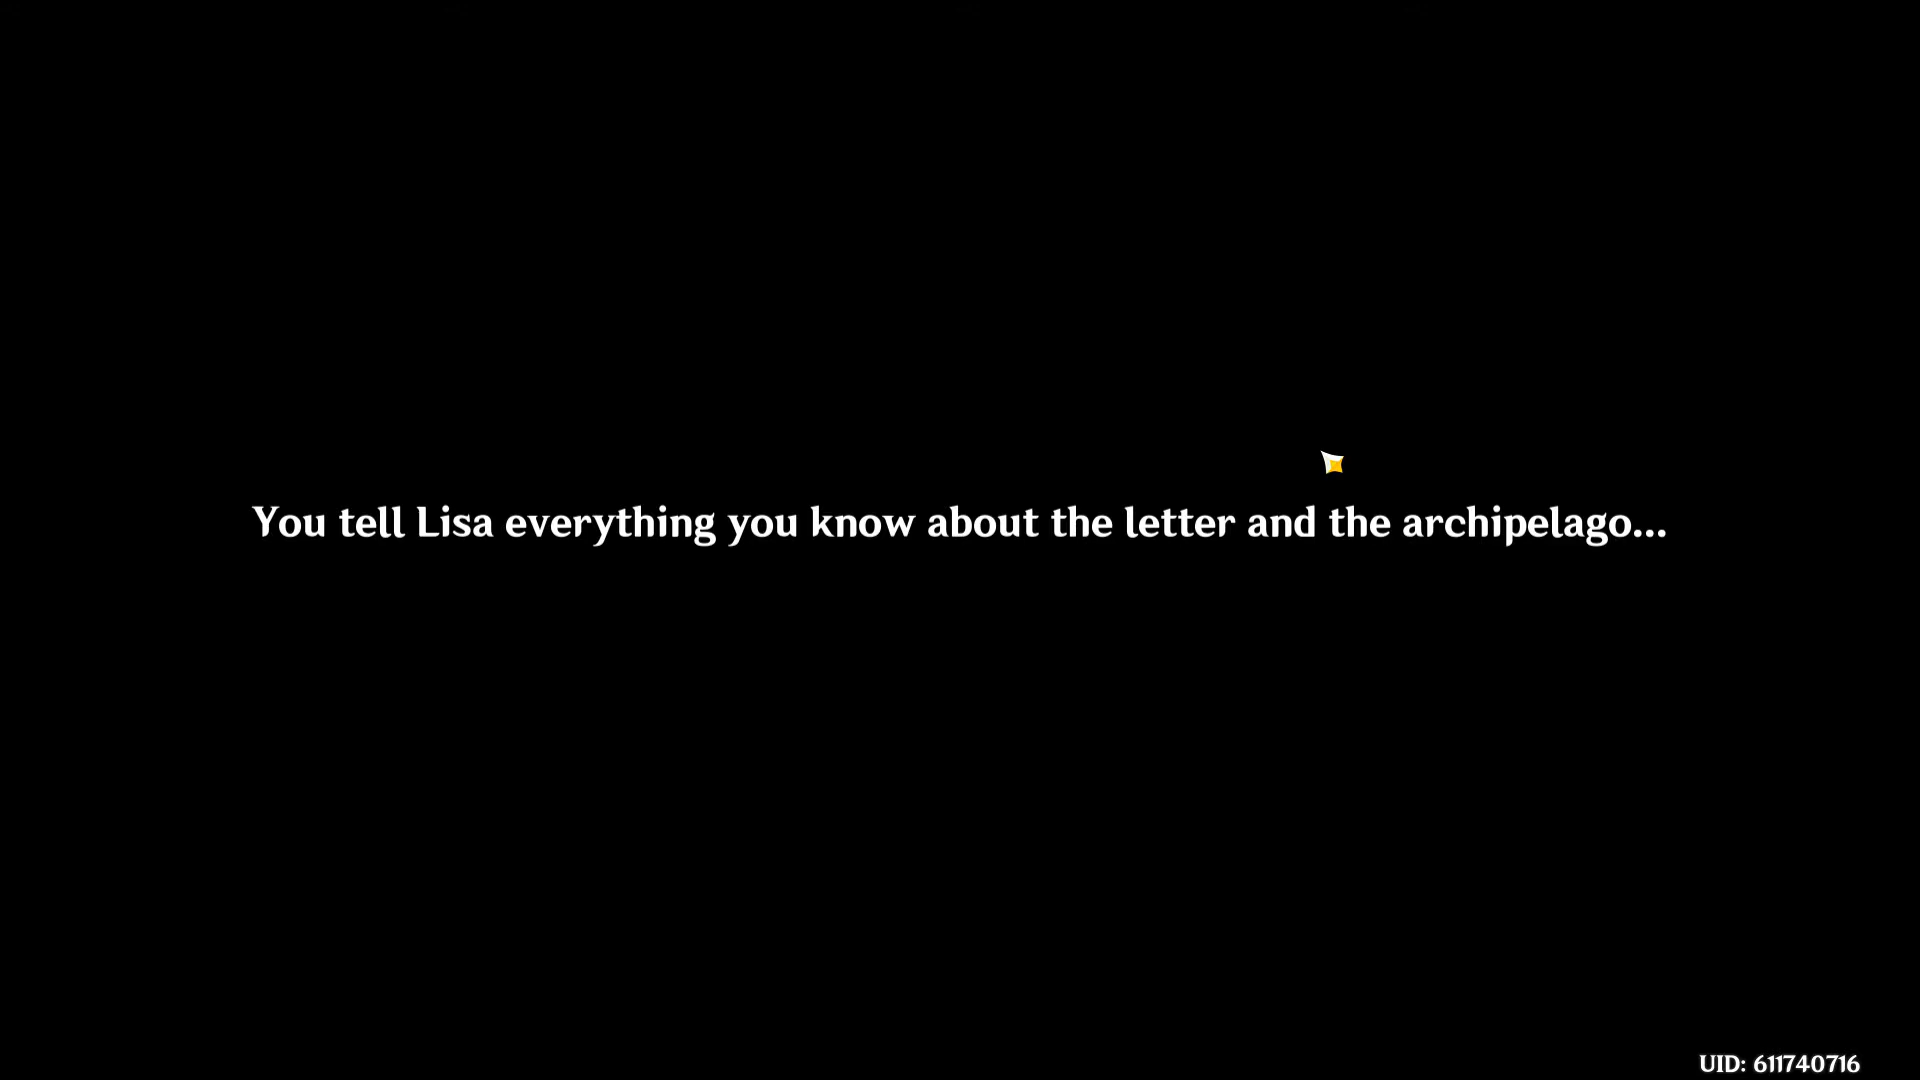 You tell Lisa everything you know about the letter and the archipelago...
UID: 611740716